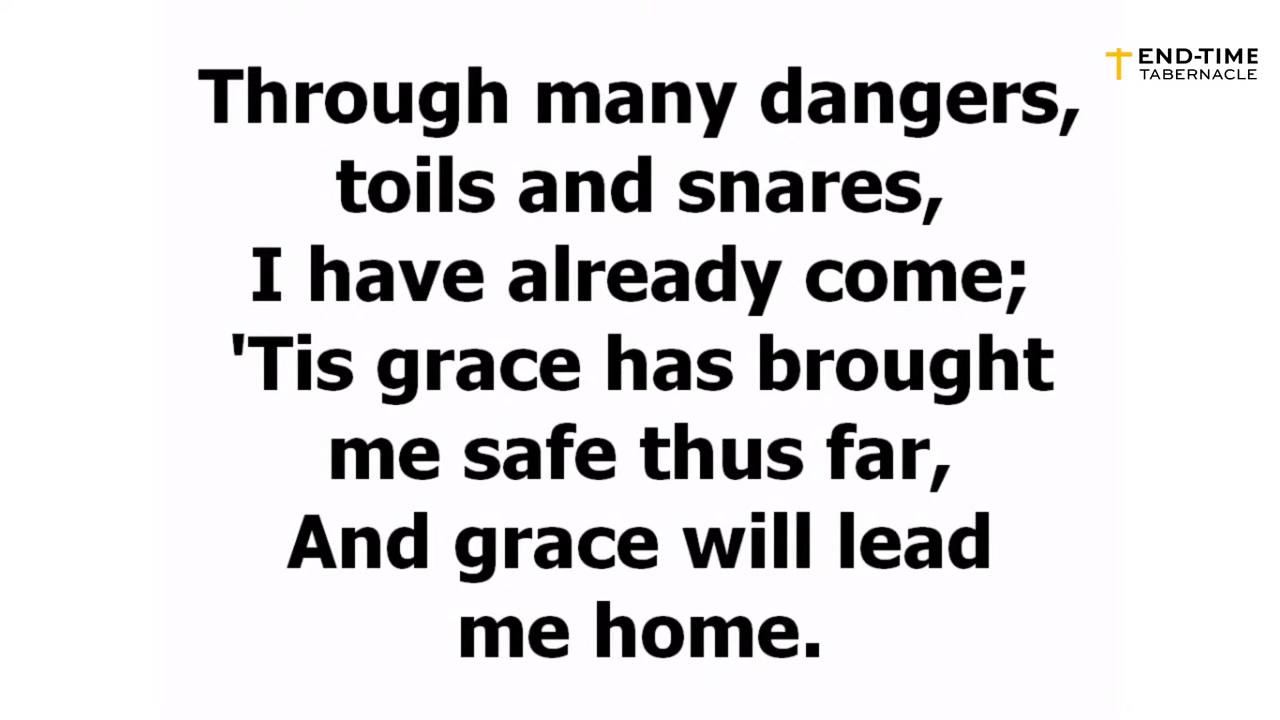 Through many dangers,
toils and snares,
I have already come;
'Tis grace has brought
me safe thus far,
And grace will lead
me home.
END-TIME
TABERNACLE